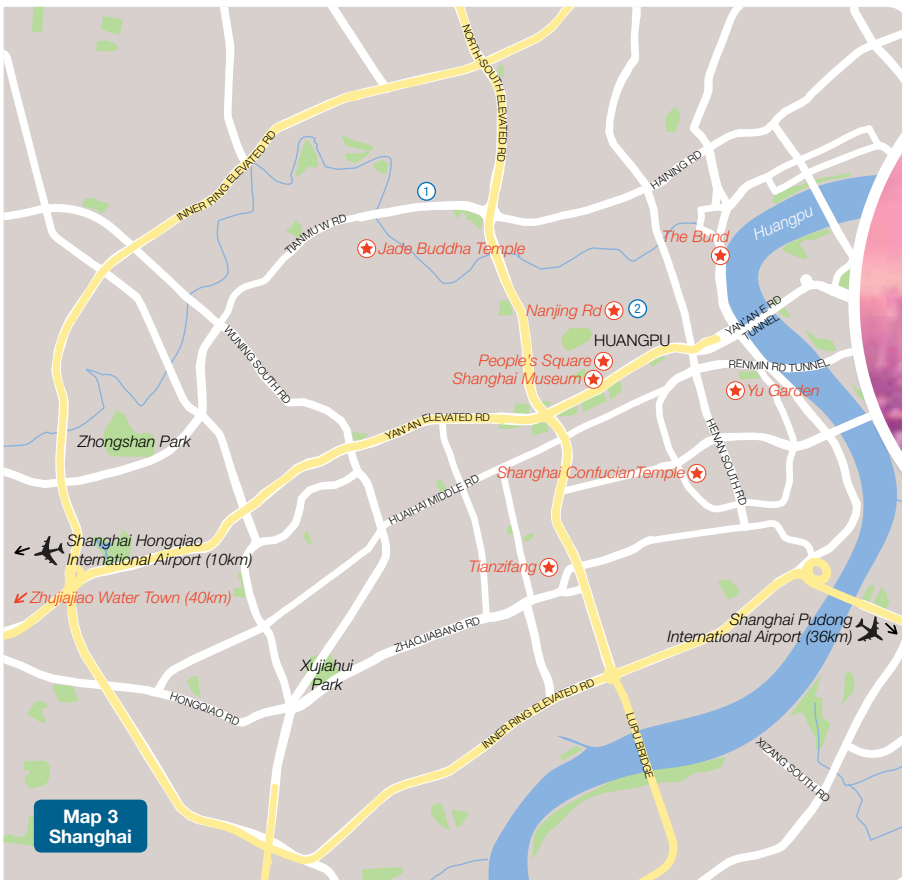 NORTH-SOUTH ELEVATED RD
INNER RING ELEVATED RD
HAINING RD
1
TIANMU W RD
Huangpu
The Bund
Jade Buddha Temple
Nanjing Rd
2
YAN'AN E RD
TUNNEL
HUANGPU
People's Square
Shanghai Museum
RENMIN RD TUNNEL
WUNING SOUTH RD
Yu Garden
YAN'AN ELEVATED RD
Zhongshan Park
HENAN SOUTH RD
Shanghai ConfucianTemple
HUAIHAI MIDDLE RD
Shanghai Hongqiao
International Airport (10km)
Tianzifang
Zhujiajiao Water Town (40km)
Shanghai Pudong
International Airport (36km)
ZHAOJIABANG RD
Xujiahui
Park
HONGQIAO RD
INNER RING ELEVATED RD
LUPU BRIDGE
XIZANG SOUTH RD
Map 3
Shanghai